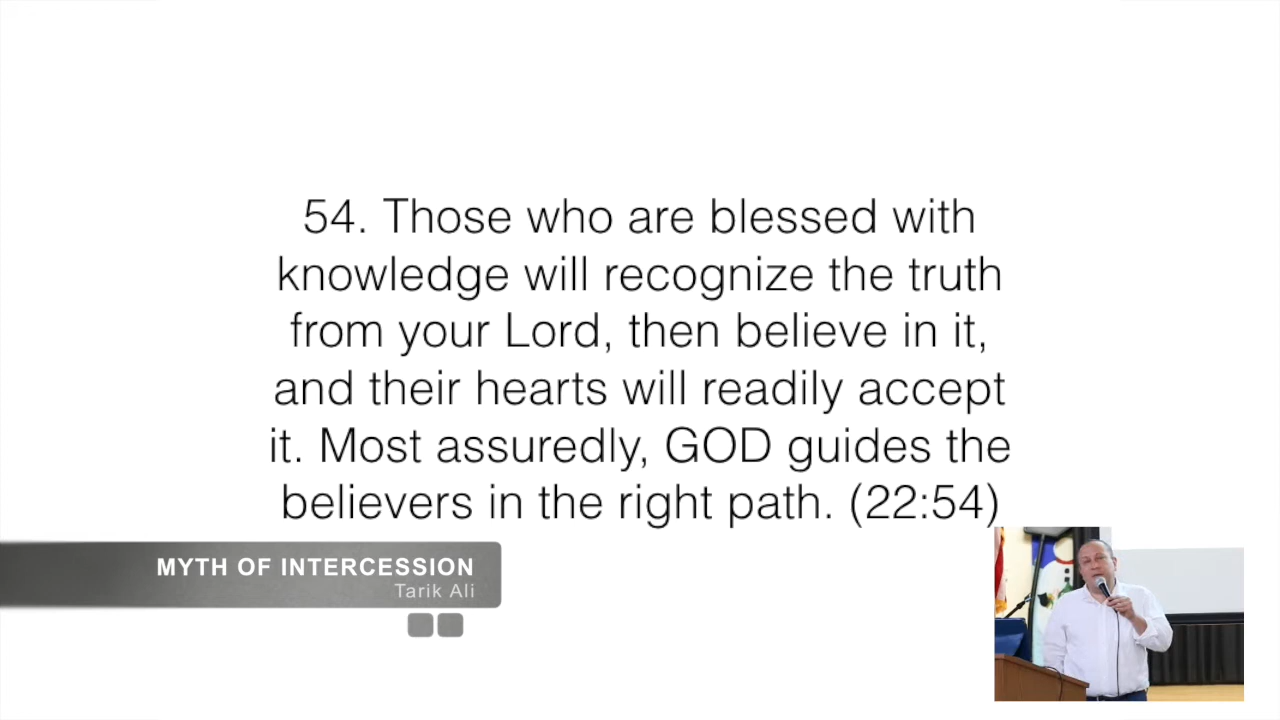 54. Those who are blessed with
knowledge will recognize the truth
from your Lord, then believe in it,
and their hearts will readily accept
it. Most assuredly, GOD guides the
believers in the right path. (22:54)
MYTH OF INTERCESSION
Tarik Ali